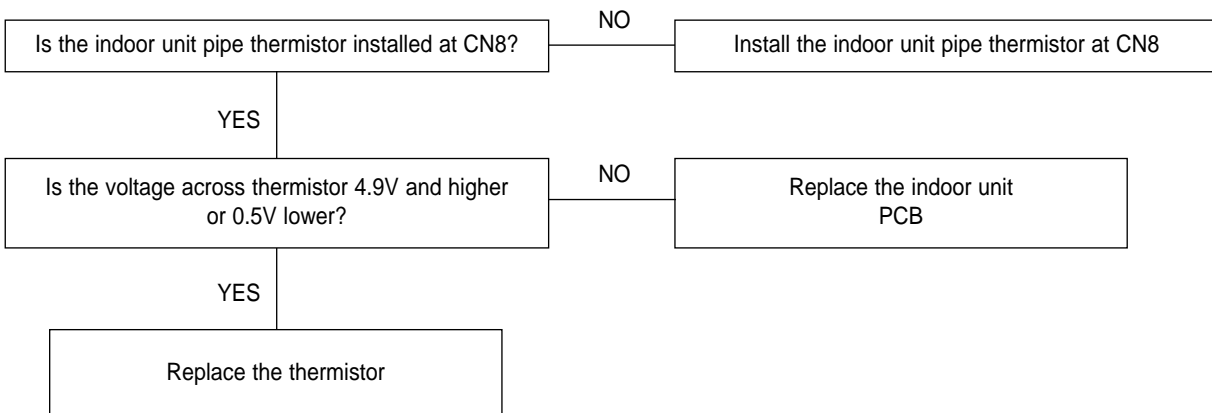 NO
Is the indoor unit pipe thermistor installed at CN8?
Install the indoor unit pipe thermistor at CN8
YES
Is the voltage across thermistor 4.9V and higher
or 0.5V lower?
NO
Replace the indoor unit
PCB
YES
Replace the thermistor